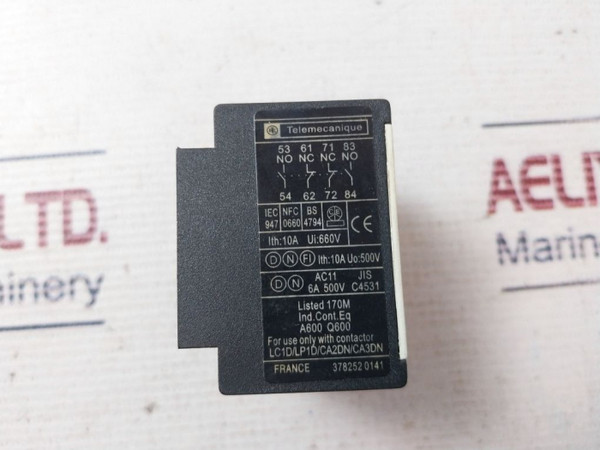 Telemecanique
53 61 71 83
NO NC NC NO
54 62 72 84
IEC NFC BS
947 0660 4794
CE
Ith:10A Ui:660V
D N FI Ith:10A Uo:500V
D N AC11 JIS
6A 500V C4531
Listed 170M
Ind.Cont.Eq
A600 Q600
For use only with contactor
LC1D/LP1D/CA2DN/CA3DN
FRANCE 378252 0141
LTD.
inery
AELI
Marin